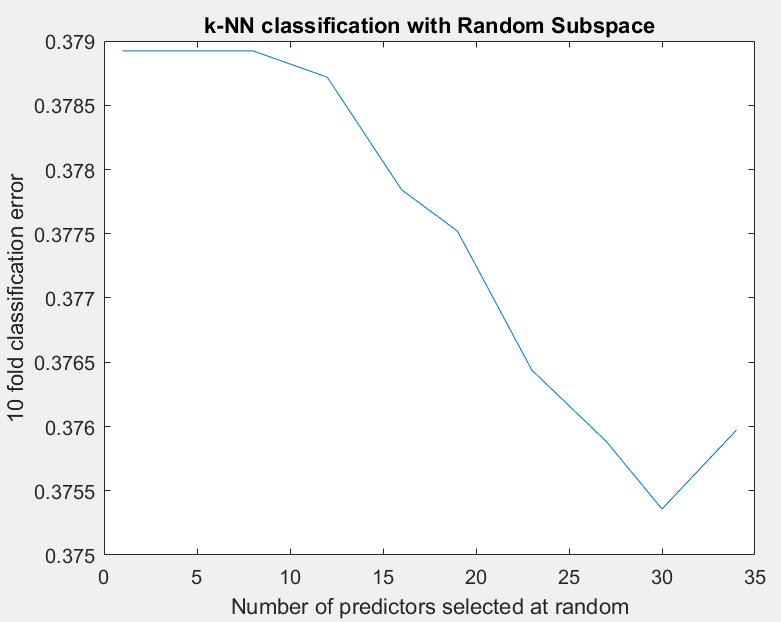 k-NN classification with Random Subspace
10 fold classification error
0.379
0.3785
0.378
0.3775
0.377
0.3765
0.376
0.3755
0.375
0 5 10 15 20 25 30 35
Number of predictors selected at random